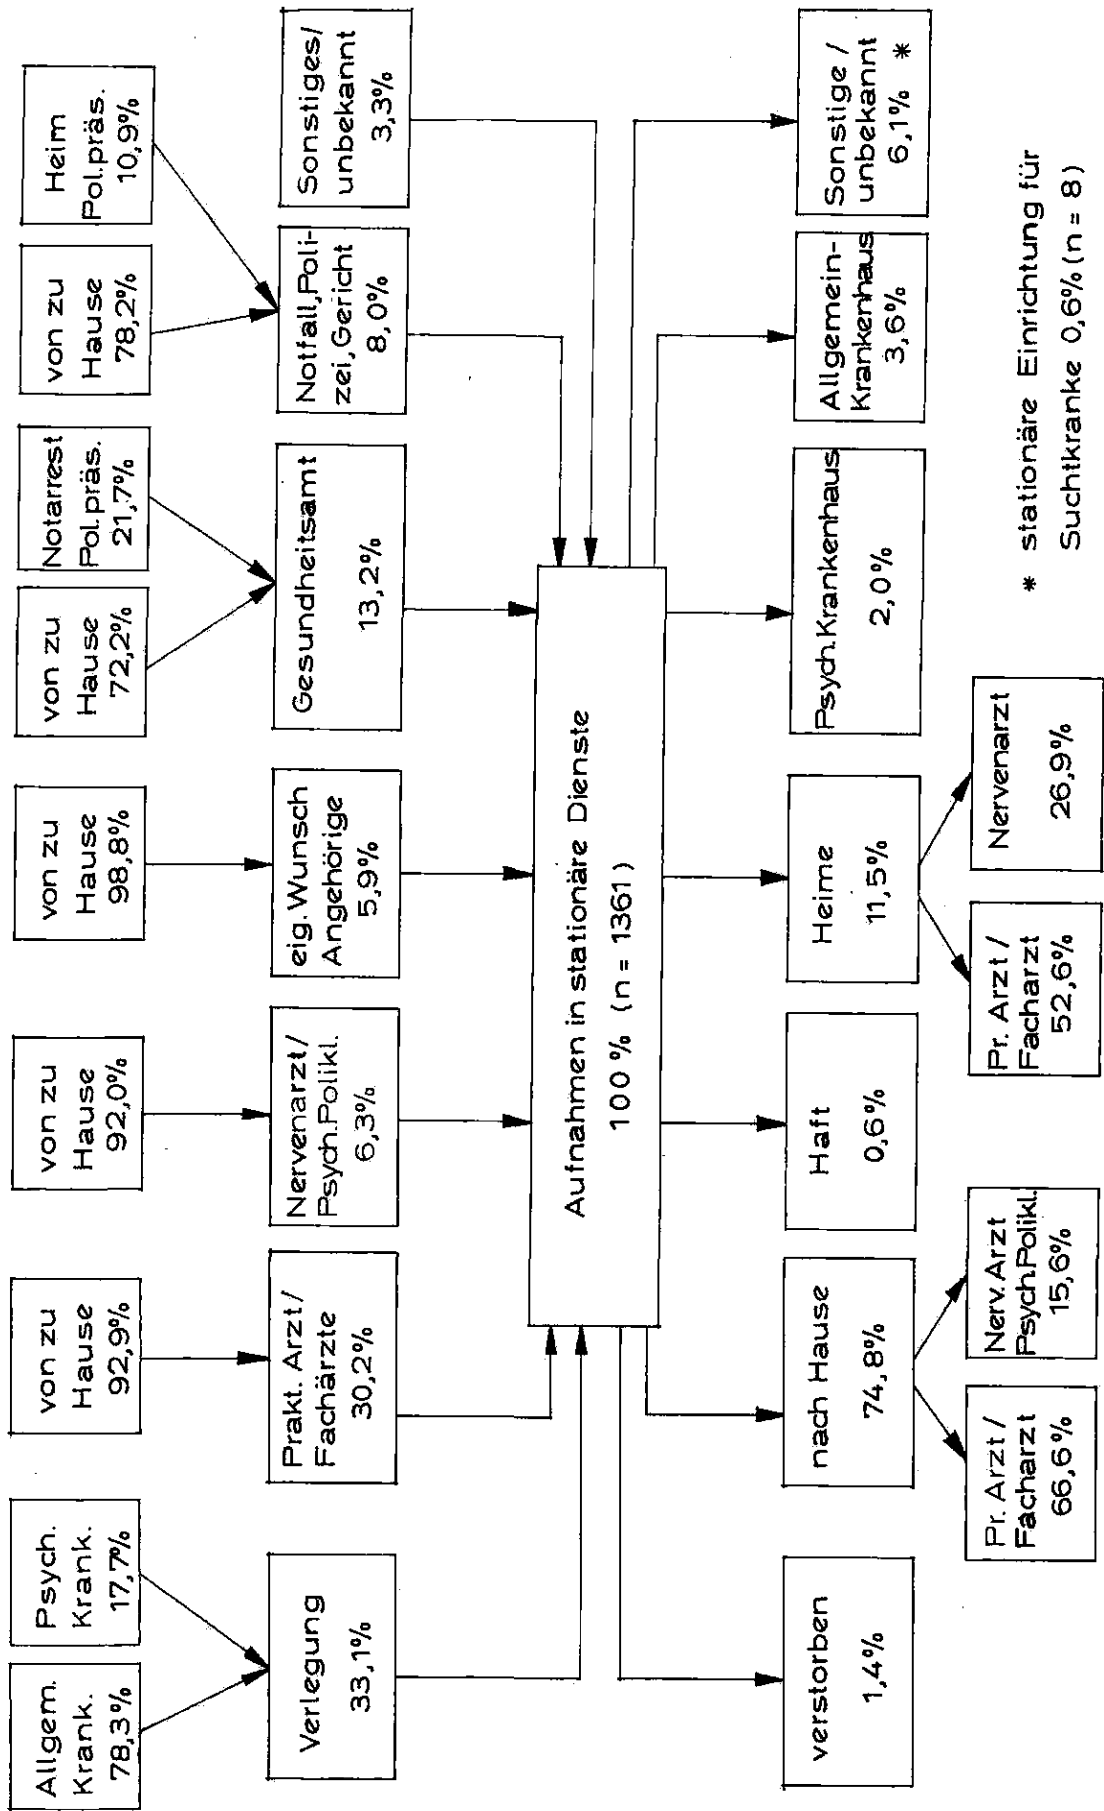 Allgem.
Krank.
78,3%
Psych.
Krank.
17,7%
von zu
Hause
92,9%
von zu
Hause
92,0%
von zu
Hause
98,8%
von zu
Hause
72,2%
Notarrest
Pol.präs.
21,7%
von zu
Hause
78,2%
Heim
Pol.präs.
10,9%
Verlegung
33,1%
Prakt. Arzt/
Fachärzte
30,2%
Nervenarzt/
Psych.Polikl.
6,3%
eig. Wunsch
Angehörige
5,9%
Gesundheitsamt
13,2%
Notfall,Poli-
zei,Gericht
8,0%
Sonstiges/
unbekannt
3,3%
Aufnahmen in stationäre Dienste
100% (n = 1361)
verstorben
1,4%
nach Hause
74,8%
Haft
0,6%
Heime
11,5%
Psych.Krankenhaus
2,0%
Allgemein-
Krankenhaus
3,6%
Sonstige/
unbekannt
6,1% *
Pr. Arzt/
Facharzt
66,6%
Nerv.Arzt
Psych.Polikl.
15,6%
Pr. Arzt/
Facharzt
52,6%
Nervenarzt
26,9%
* stationäre Einrichtung für
Suchtkranke 0,6% (n = 8)